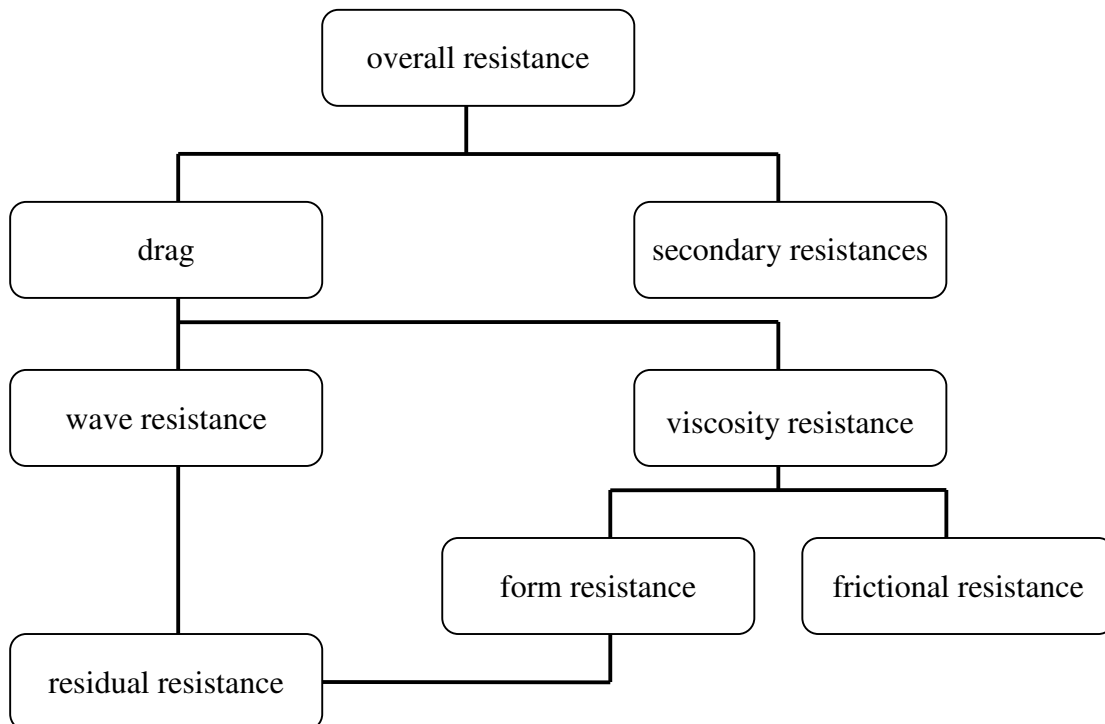 overall resistance
drag
secondary resistances
wave resistance
viscosity resistance
form resistance
frictional resistance
residual resistance